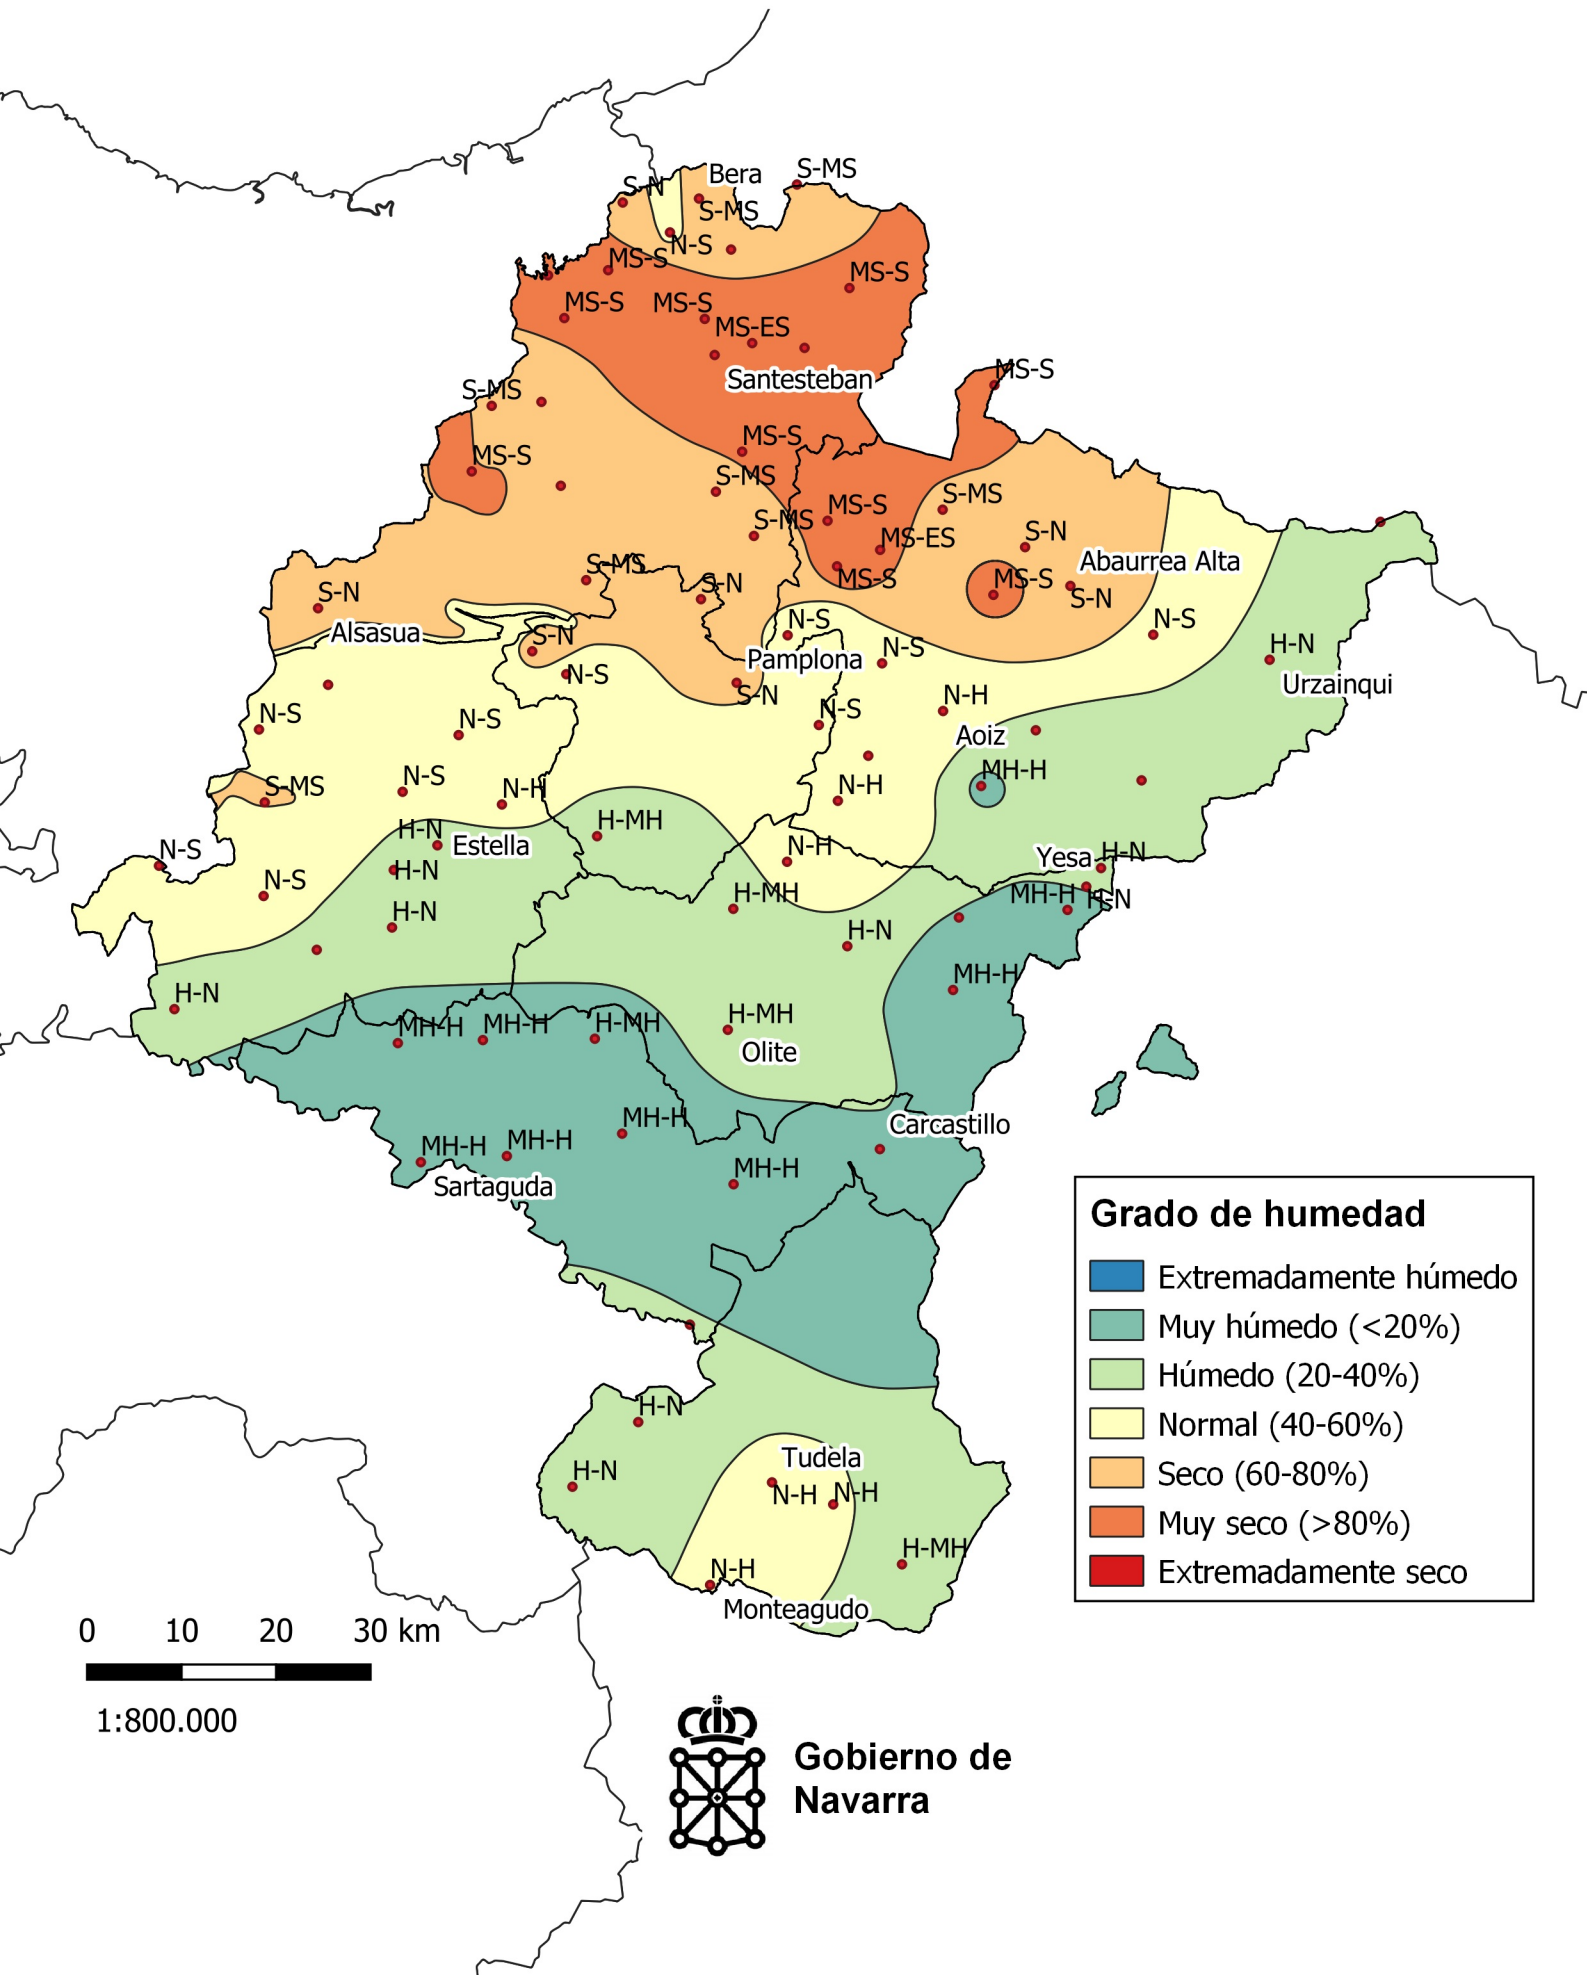 S-MS
Bera
S-N
S-MS
N-S
MS-S
MS-S
MS-S
MS-S
MS-ES
MS-S
Santesteban
S-MS
MS-S
MS-S
S-MS
S-MS
MS-S
S-MS
MS-ES
S-N
Abaurrea Alta
S-MS
MS-S
MS-S
S-N
S-N
S-N
N-S
N-S
Alsasua
S-N
N-S
H-N
Pamplona
N-S
Urzainqui
S-N
N-H
N-S
N-S
N-S
Aoiz
MH-H
N-S
S-MS
N-H
N-H
H-MH
H-N
Estella
N-H
N-S
H-N
Yesa
H-N
N-S
H-MH
MH-H
H-N
H-N
H-N
MH-H
H-N
H-MH
MH-H
MH-H
H-MH
Olite
MH-H
Carcastillo
MH-H
MH-H
MH-H
Sartaguda
H-N
Tudela
H-N
N-H
N-H
H-MH
N-H
Monteagudo
Grado de humedad
Extremadamente húmedo
Muy húmedo (<20%)
Húmedo (20-40%)
Normal (40-60%)
Seco (60-80%)
Muy seco (>80%)
Extremadamente seco
0 10 20 30 km
1:800.000
Gobierno de
Navarra